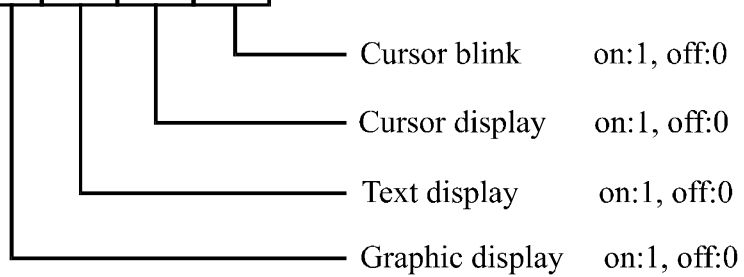 Cursor blink on:1, off:0
Cursor display on:1, off:0
Text display on:1, off:0
Graphic display on:1, off:0